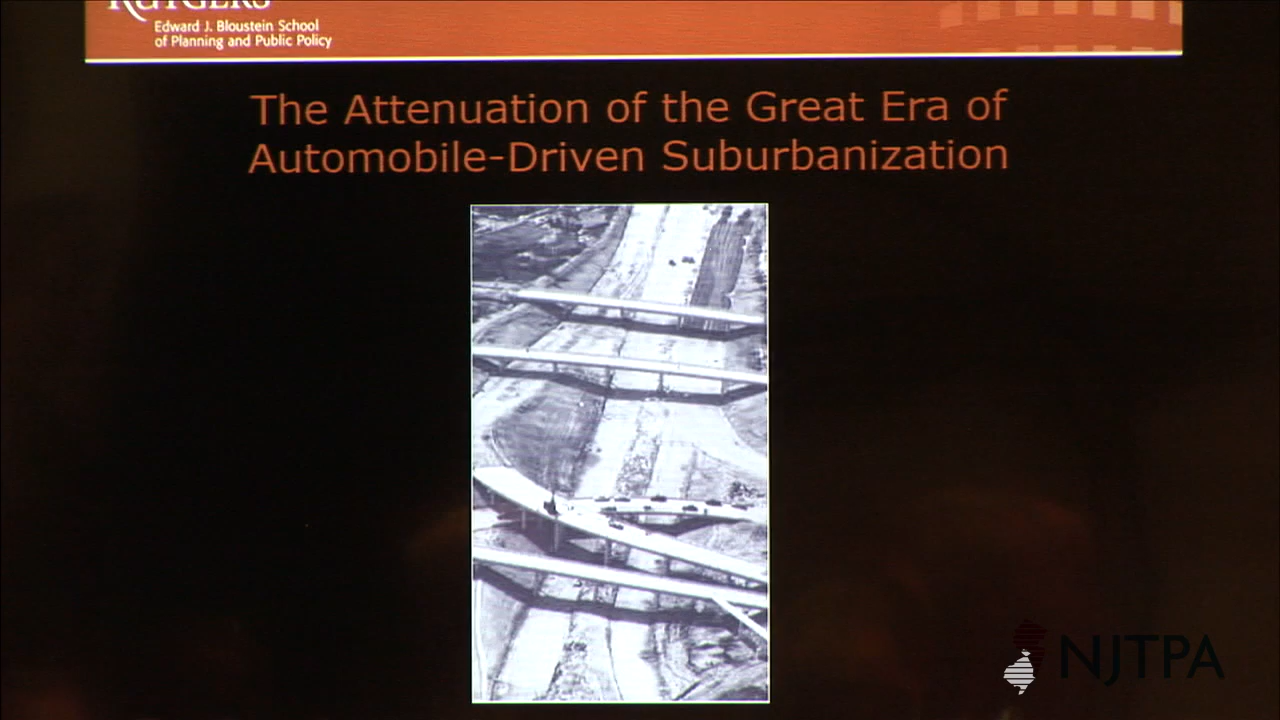 RUTGERS
Edward J. Bloustein School
of Planning and Public Policy
The Attenuation of the Great Era of
Automobile-Driven Suburbanization
NJTPA